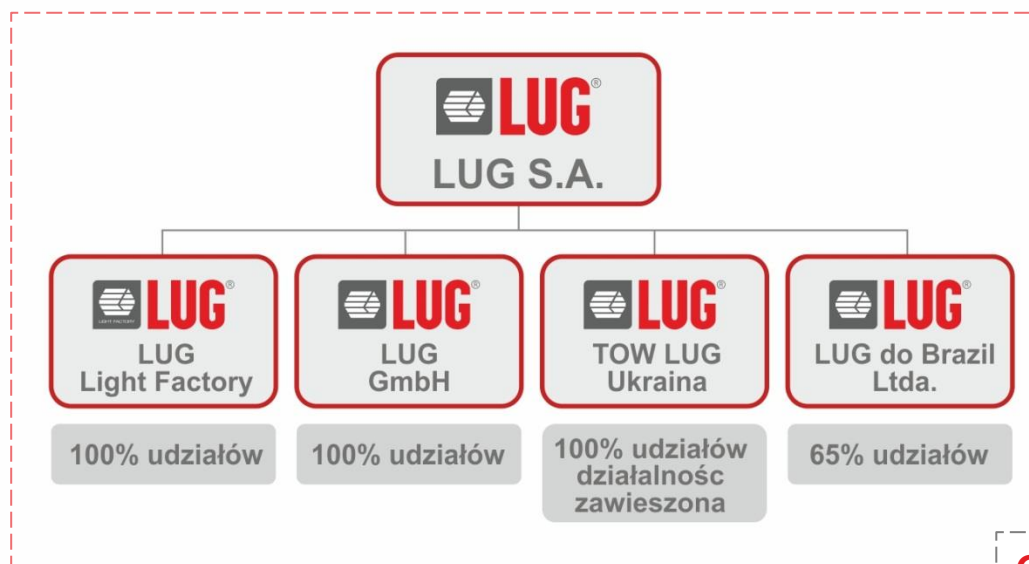 LUG®
LUG S.A.
LIGHT FACTORY
LUG®
LUG
Light Factory
100% udziałów
LUG®
LUG
GmbH
100% udziałów
LUG®
TOW LUG
Ukraina
100% udziałów
działalnośc
zawieszona
LUG®
LUG do Brazil
Ltda.
65% udziałów